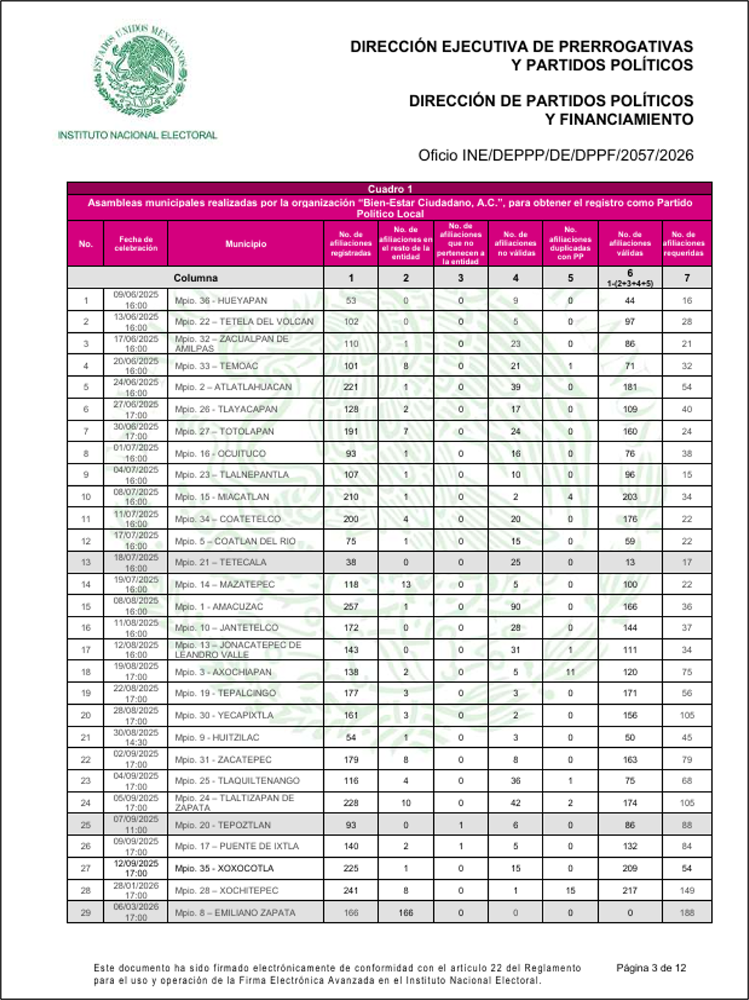 ESTADOS UNIDOS MEXICANOS
INSTITUTO NACIONAL ELECTORAL
DIRECCIÓN EJECUTIVA DE PRERROGATIVAS
Y PARTIDOS POLÍTICOS
DIRECCIÓN DE PARTIDOS POLÍTICOS
Y FINANCIAMIENTO
Oficio INE/DEPPP/DE/DPPF/2057/2026
Cuadro 1
Asambleas municipales realizadas por la organización “Bien-Estar Ciudadano, A.C.”, para obtener el registro como Partido
Político Local
No. Fecha de celebración Municipio No. de afiliaciones registradas No. de afiliaciones en el resto de la entidad No. de afiliaciones que no pertenecen a la entidad No. de afiliaciones no válidas No. afiliaciones duplicadas con PP No. de afiliaciones válidas No. de afiliaciones requeridas
Columna 1 2 3 4 5 6 1-(2+3+4+5) 7
1 09/06/2025 16:00 Mpio. 36 - HUEYAPAN 53 0 0 9 0 44 16
2 13/06/2025 16:00 Mpio. 22 – TETELA DEL VOLCAN 102 0 0 5 0 97 28
3 17/06/2025 16:00 Mpio. 32 – ZACUALPAN DE AMILPAS 110 1 0 23 0 86 21
4 20/06/2025 16:00 Mpio. 33 – TEMOAC 101 8 0 21 1 71 32
5 24/06/2025 16:00 Mpio. 2 – ATLATLAHUACAN 221 1 0 39 0 181 54
6 27/06/2025 17:00 Mpio. 26 - TLAYACAPAN 128 2 0 17 0 109 40
7 30/06/2025 17:00 Mpio. 27 – TOTOLAPAN 191 7 0 24 0 160 24
8 01/07/2025 16:00 Mpio. 16 - OCUITUCO 93 1 0 16 0 76 38
9 04/07/2025 16:00 Mpio. 23 – TLALNEPANTLA 107 1 0 10 0 96 15
10 08/07/2025 16:00 Mpio. 15 - MIACATLAN 210 1 0 2 4 203 34
11 11/07/2025 16:00 Mpio. 34 – COATETELCO 200 4 0 20 0 176 22
12 17/07/2025 16:00 Mpio. 5 – COATLAN DEL RIO 75 1 0 15 0 59 22
13 18/07/2025 16:00 Mpio. 21 – TETECALA 38 0 0 25 0 13 17
14 19/07/2025 16:00 Mpio. 14 – MAZATEPEC 118 13 0 5 0 100 22
15 08/08/2025 16:00 Mpio. 1 - AMACUZAC 257 1 0 90 0 166 36
16 11/08/2025 16:00 Mpio. 10 – JANTETELCO 172 0 0 28 0 144 37
17 12/08/2025 16:00 Mpio. 13 – JONACATEPEC DE LEANDRO VALLE 143 0 0 31 1 111 34
18 19/08/2025 17:00 Mpio. 3 - AXOCHIAPAN 138 2 0 5 11 120 75
19 22/08/2025 17:00 Mpio. 19 - TEPALCINGO 177 3 0 3 0 171 56
20 28/08/2025 17:00 Mpio. 30 - YECAPIXTLA 161 3 0 2 0 156 105
21 30/08/2025 14:30 Mpio. 9 - HUITZILAC 54 1 0 3 0 50 45
22 02/09/2025 17:00 Mpio. 31 - ZACATEPEC 179 8 0 8 0 163 79
23 04/09/2025 17:00 Mpio. 25 - TLAQUILTENANGO 116 4 0 36 1 75 68
24 05/09/2025 17:00 Mpio. 24 – TLALTIZAPAN DE ZAPATA 228 10 0 42 2 174 105
25 07/09/2025 11:00 Mpio. 20 - TEPOZTLAN 93 0 1 6 0 86 88
26 09/09/2025 17:00 Mpio. 17 – PUENTE DE IXTLA 140 2 1 5 0 132 84
27 12/09/2025 17:00 Mpio. 35 - XOXOCOTLA 225 1 0 15 0 209 54
28 28/01/2026 17:00 Mpio. 28 – XOCHITEPEC 241 8 0 1 15 217 149
29 06/03/2026 17:00 Mpio. 8 – EMILIANO ZAPATA 166 166 0 0 0 0 188
Este documento ha sido firmado electrónicamente de conformidad con el artículo 22 del Reglamento
para el uso y operación de la Firma Electrónica Avanzada en el Instituto Nacional Electoral.
Página 3 de 12